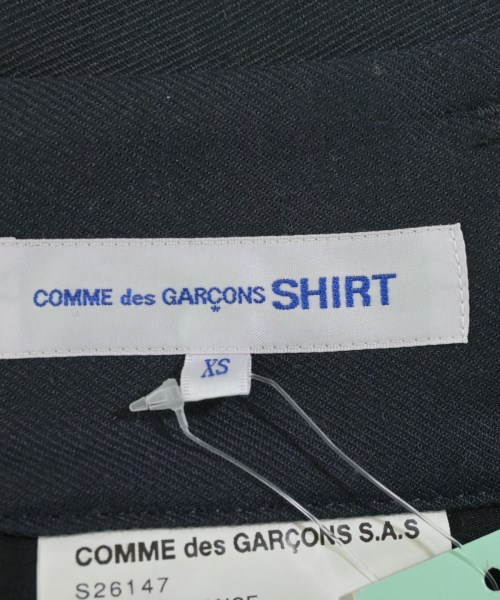 COMME des GARÇONS SHIRT
XS
COMME des GARÇONS S.A.S
S26147